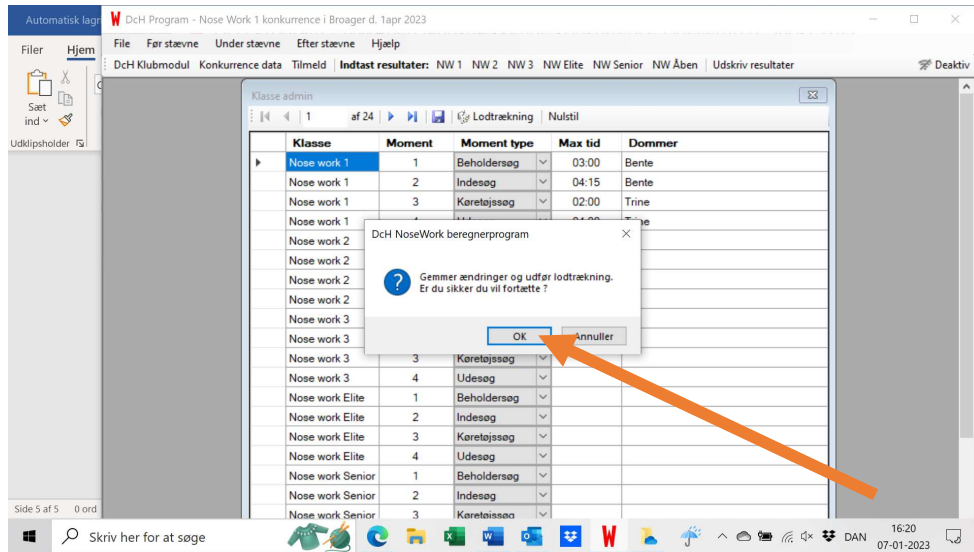 Automatisk lagr
DcH Program - Nose Work 1 konkurrence i Broager d. 1apr 2023
Filer Hjem
File Før stævne Under stævne Efter stævne Hjælp
DcH Klubmodul Konkurrence data Tilmeld Indtast resultater: NW 1 NW 2 NW 3 NW Elite NW Senior NW Åben Udskriv resultater Deaktiv
Sæt
ind
Udklipsholder
Klasse admin
1 af 24 Lodtrækning Nulstil
Klasse Moment Moment type Max tid Dommer
Nose work 1 1 Beholdersøg 03:00 Bente
Nose work 1 2 Indesøg 04:15 Bente
Nose work 1 3 Køretøjssøg 02:00 Trine
Nose work 1
Nose work 2
Nose work 2
Nose work 2
Nose work 2
Nose work 3
Nose work 3
DcH NoseWork beregnerprogram
Gemmer ændringer og udfør lodtrækning.
Er du sikker du vil fortætte ?
OK Annuller
Nose work 3 3 Køretøjssøg
Nose work 3 4 Udesøg
Nose work Elite 1 Beholdersøg
Nose work Elite 2 Indesøg
Nose work Elite 3 Køretøjssøg
Nose work Elite 4 Udesøg
Nose work Senior 1 Beholdersøg
Nose work Senior 2 Indesøg
Nose work Senior 3 Køretøjssøg
Side 5 af 5 0 ord
Skriv her for at søge
DAN
16:20
07-01-2023